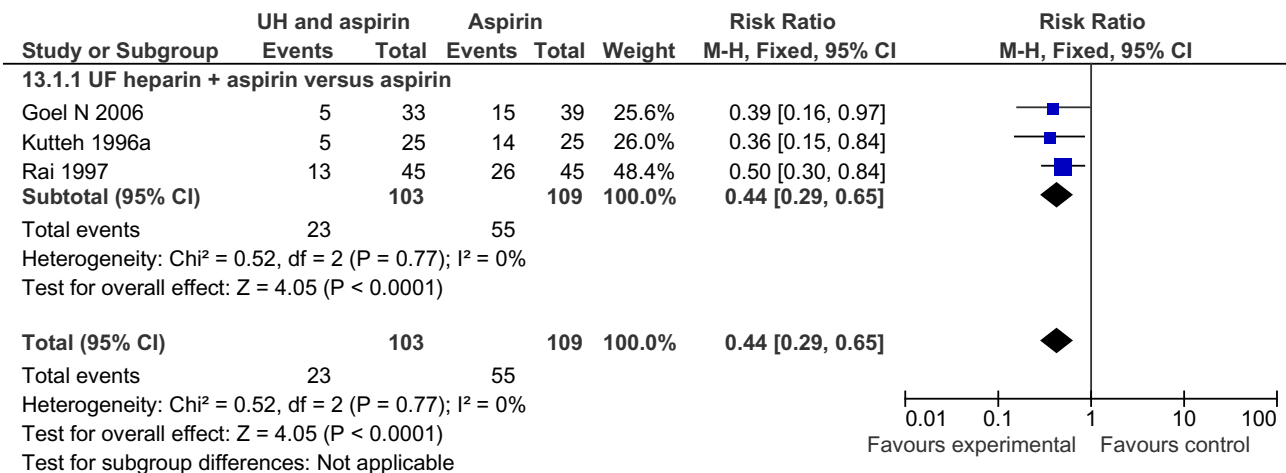 UH and aspirin Aspirin Risk Ratio Risk Ratio
Study or Subgroup Events Total Events Total Weight M-H, Fixed, 95% CI M-H, Fixed, 95% CI
13.1.1 UF heparin + aspirin versus aspirin
Goel N 2006 5 33 15 39 25.6% 0.39 [0.16, 0.97]
Kutteh 1996a 5 25 14 25 26.0% 0.36 [0.15, 0.84]
Rai 1997 13 45 26 45 48.4% 0.50 [0.30, 0.84]
Subtotal (95% CI) 103 109 100.0% 0.44 [0.29, 0.65]
Total events 23 55
Heterogeneity: Chi² = 0.52, df = 2 (P = 0.77); I² = 0%
Test for overall effect: Z = 4.05 (P < 0.0001)
Total (95% CI) 103 109 100.0% 0.44 [0.29, 0.65]
Total events 23 55
Heterogeneity: Chi² = 0.52, df = 2 (P = 0.77); I² = 0%
Test for overall effect: Z = 4.05 (P < 0.0001)
Test for subgroup differences: Not applicable
0.01 0.1 1 10 100
Favours experimental Favours control